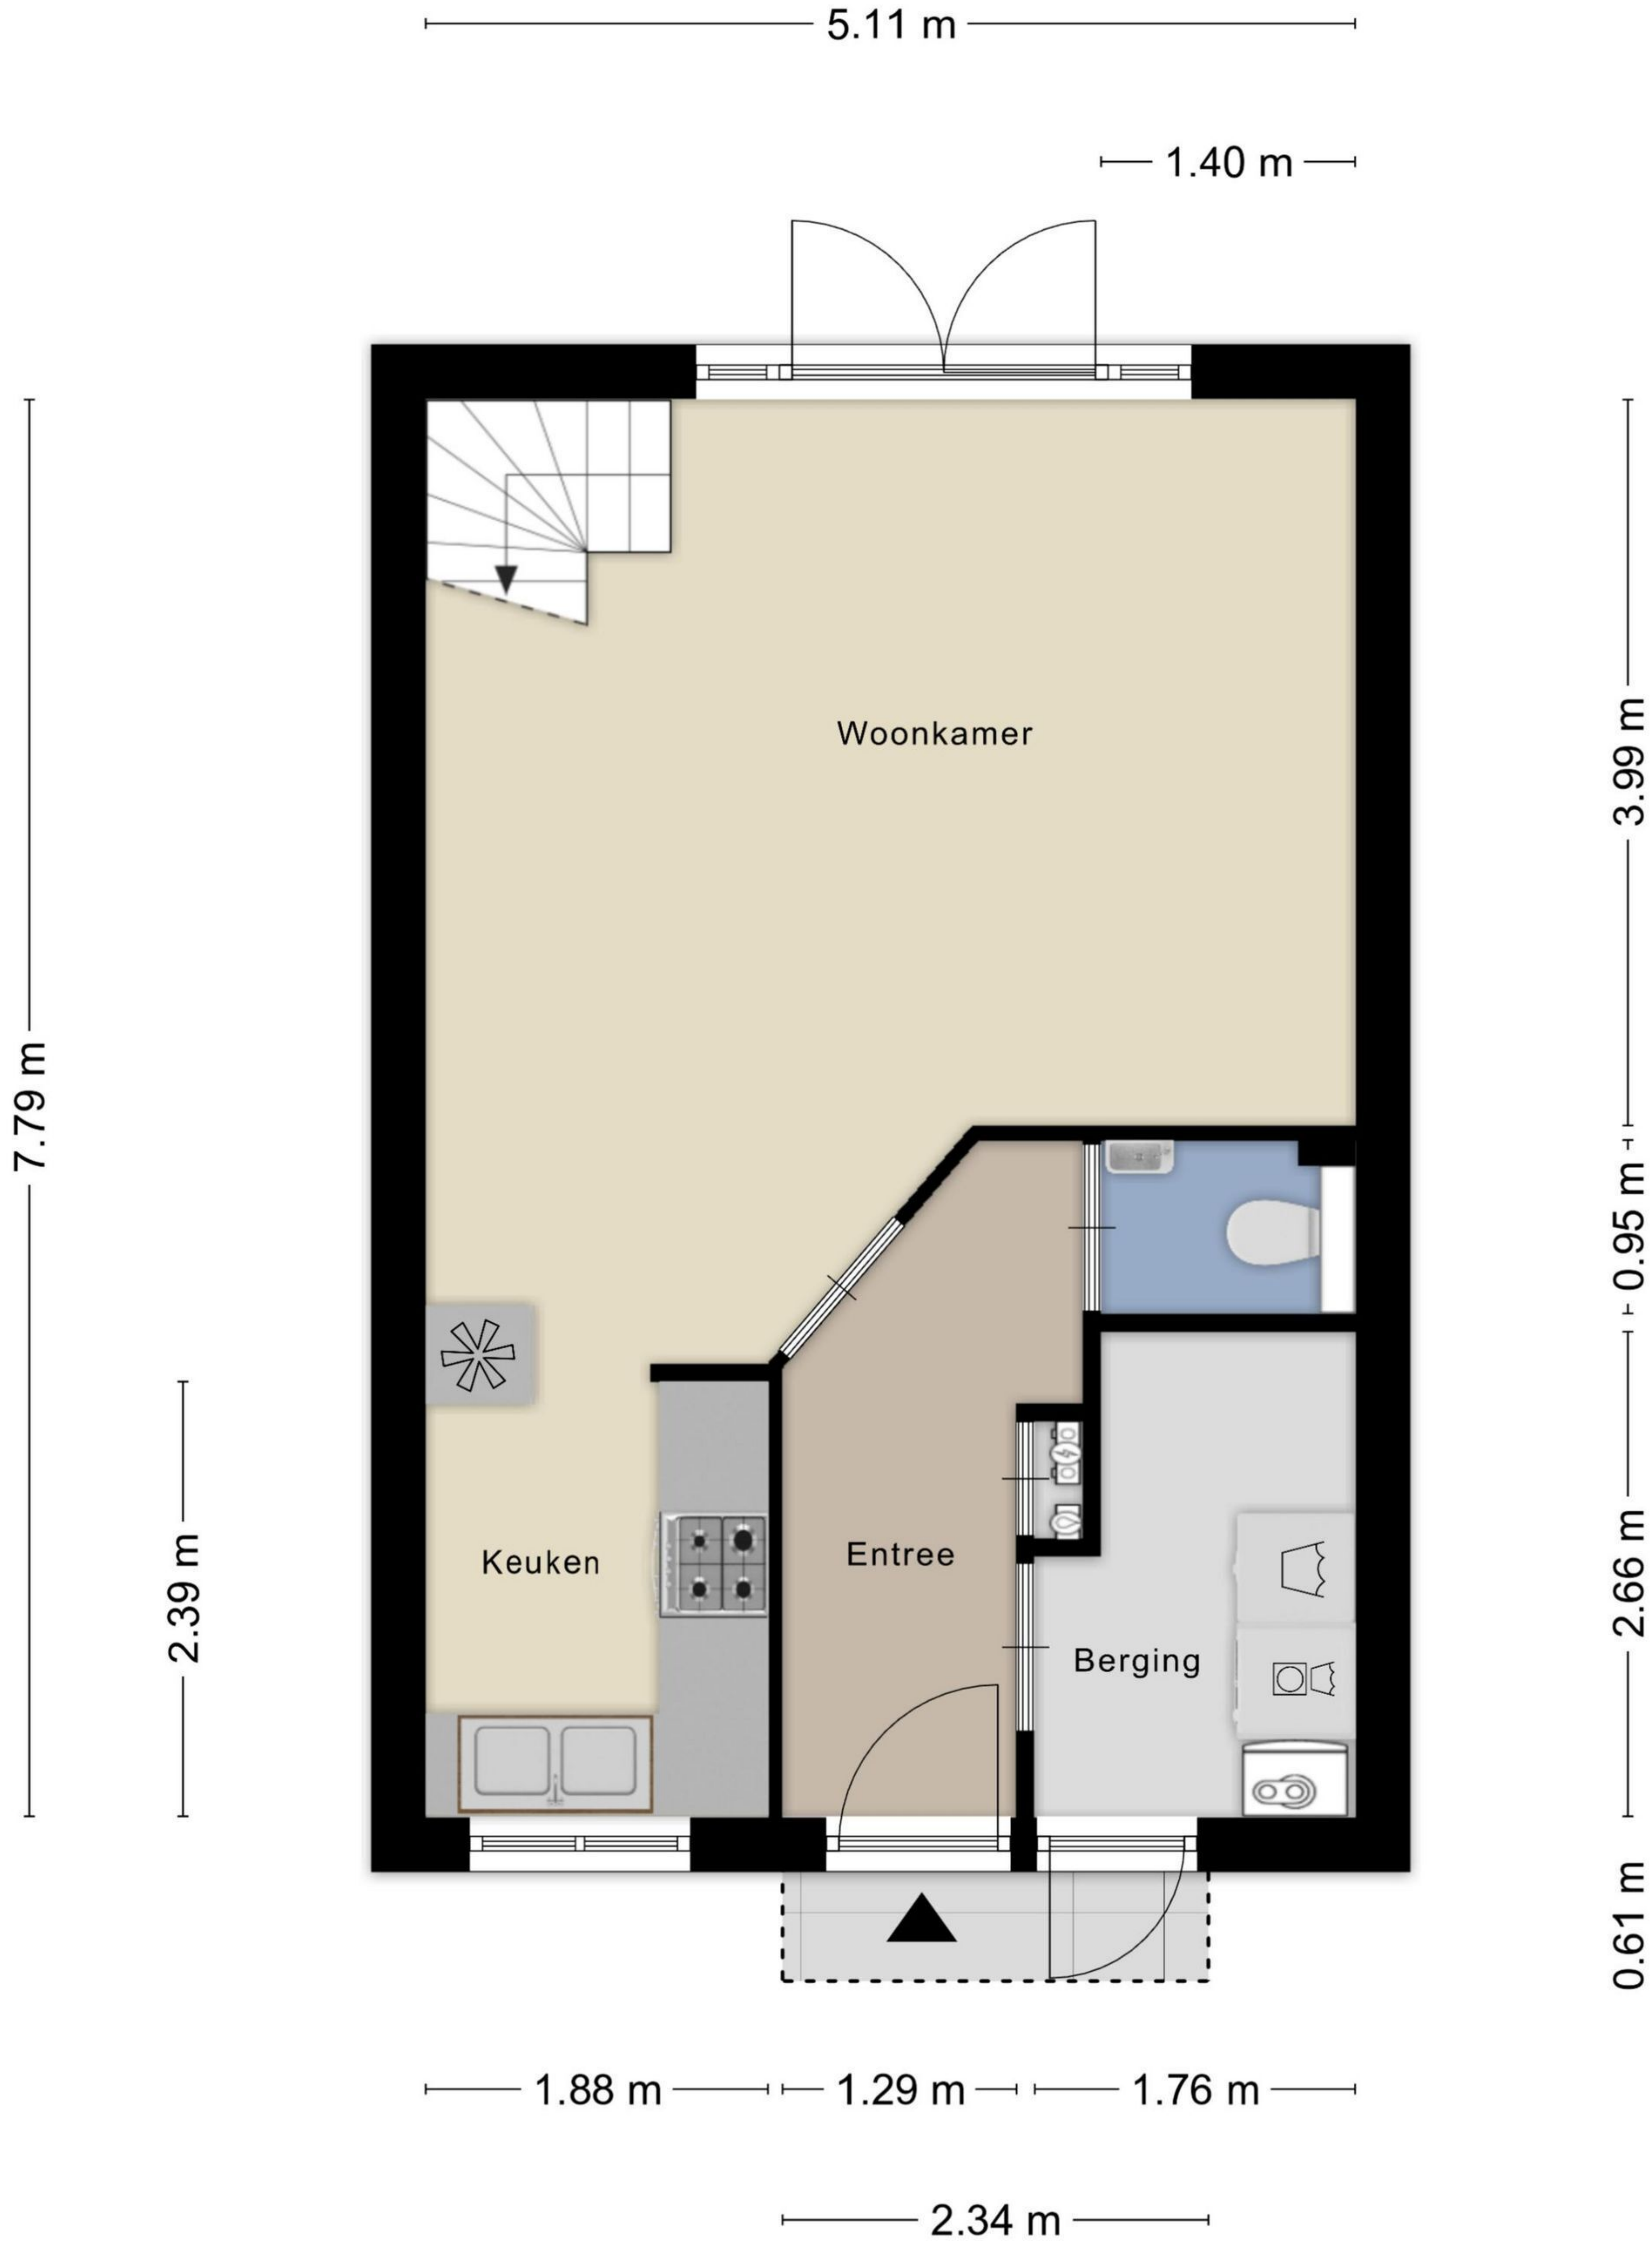 5.11 m
1.40 m
Woonkamer
3.99 m
7.79 m
0.95 m
2.39 m
Keuken
Entree
2.66 m
Berging
0.61 m
1.88 m
1.29 m
1.76 m
2.34 m